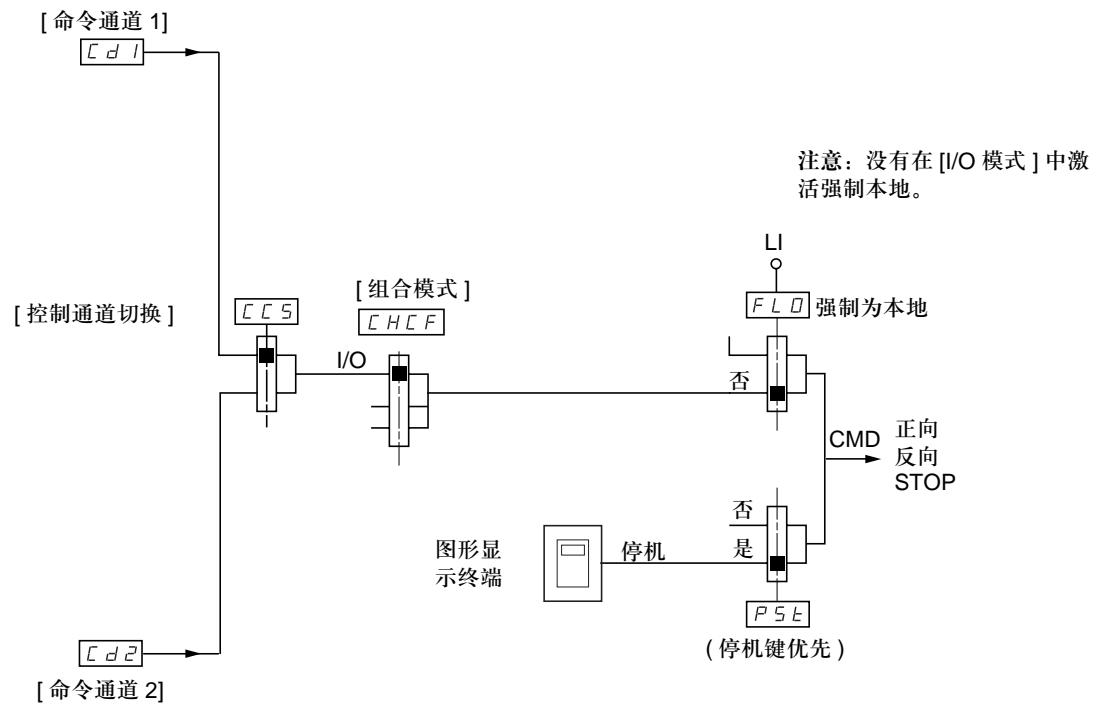 [ 命令通道 1]
Cd1
注意：没有在 [I/O 模式 ] 中激
活强制本地。
LI
[ 控制通道切换 ]
CCS
[ 组合模式 ]
CHCF
FLO 强制为本地
I/O
否
CMD
正向
反向
STOP
否
是
图形显
示终端
停机
PSt
( 停机键优先 )
Cd2
[ 命令通道 2]